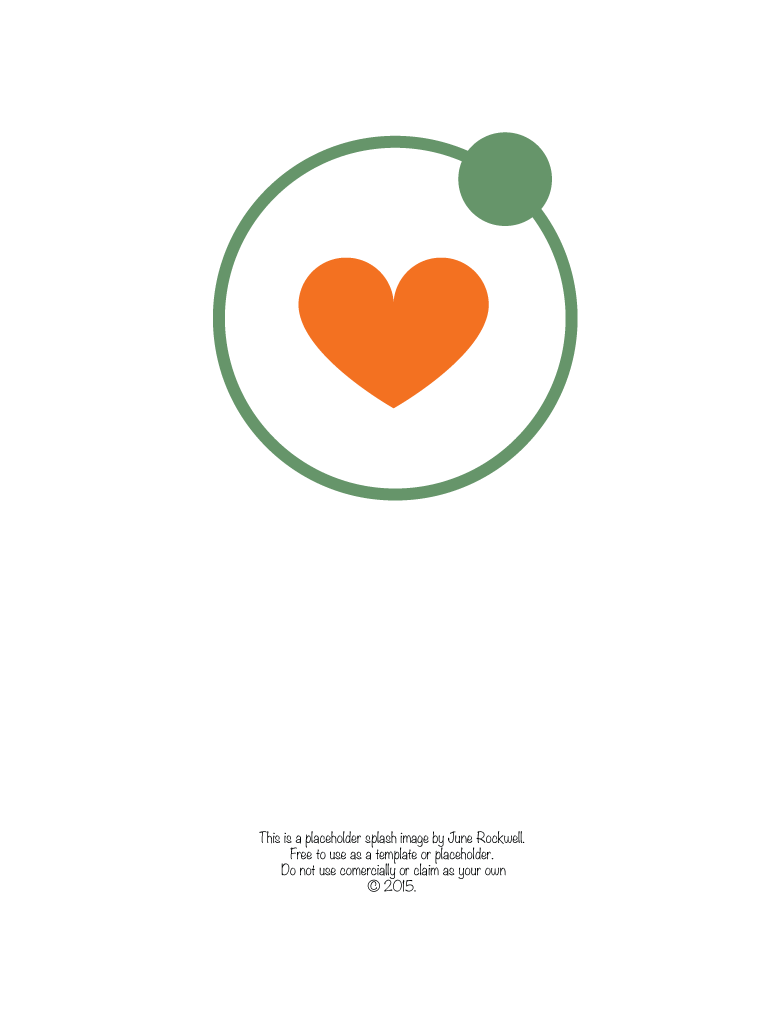 This is a placeholder splash image by June Rockwell.
Free to use as a template or placeholder.
Do not use comercially or claim as your own
© 2015.